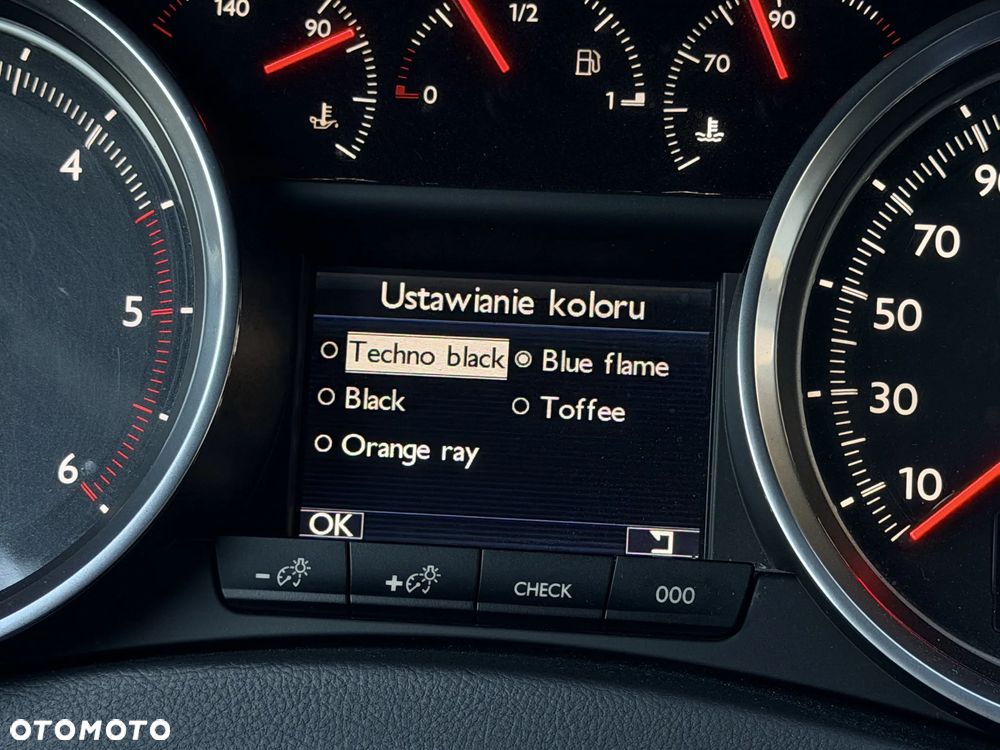 140
90
1/2
90
0
70
1
4
90
70
5
50
6
30
10
Ustawianie koloru
Techno black
Blue flame
Black
Toffee
Orange ray
OK
-
+
CHECK
000
OTOMOTO